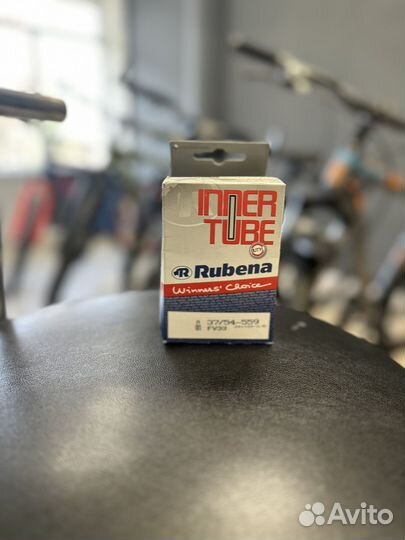 INNER
TUBE
Rubena
Winners' Choice
37/54-559
FV33
Avito